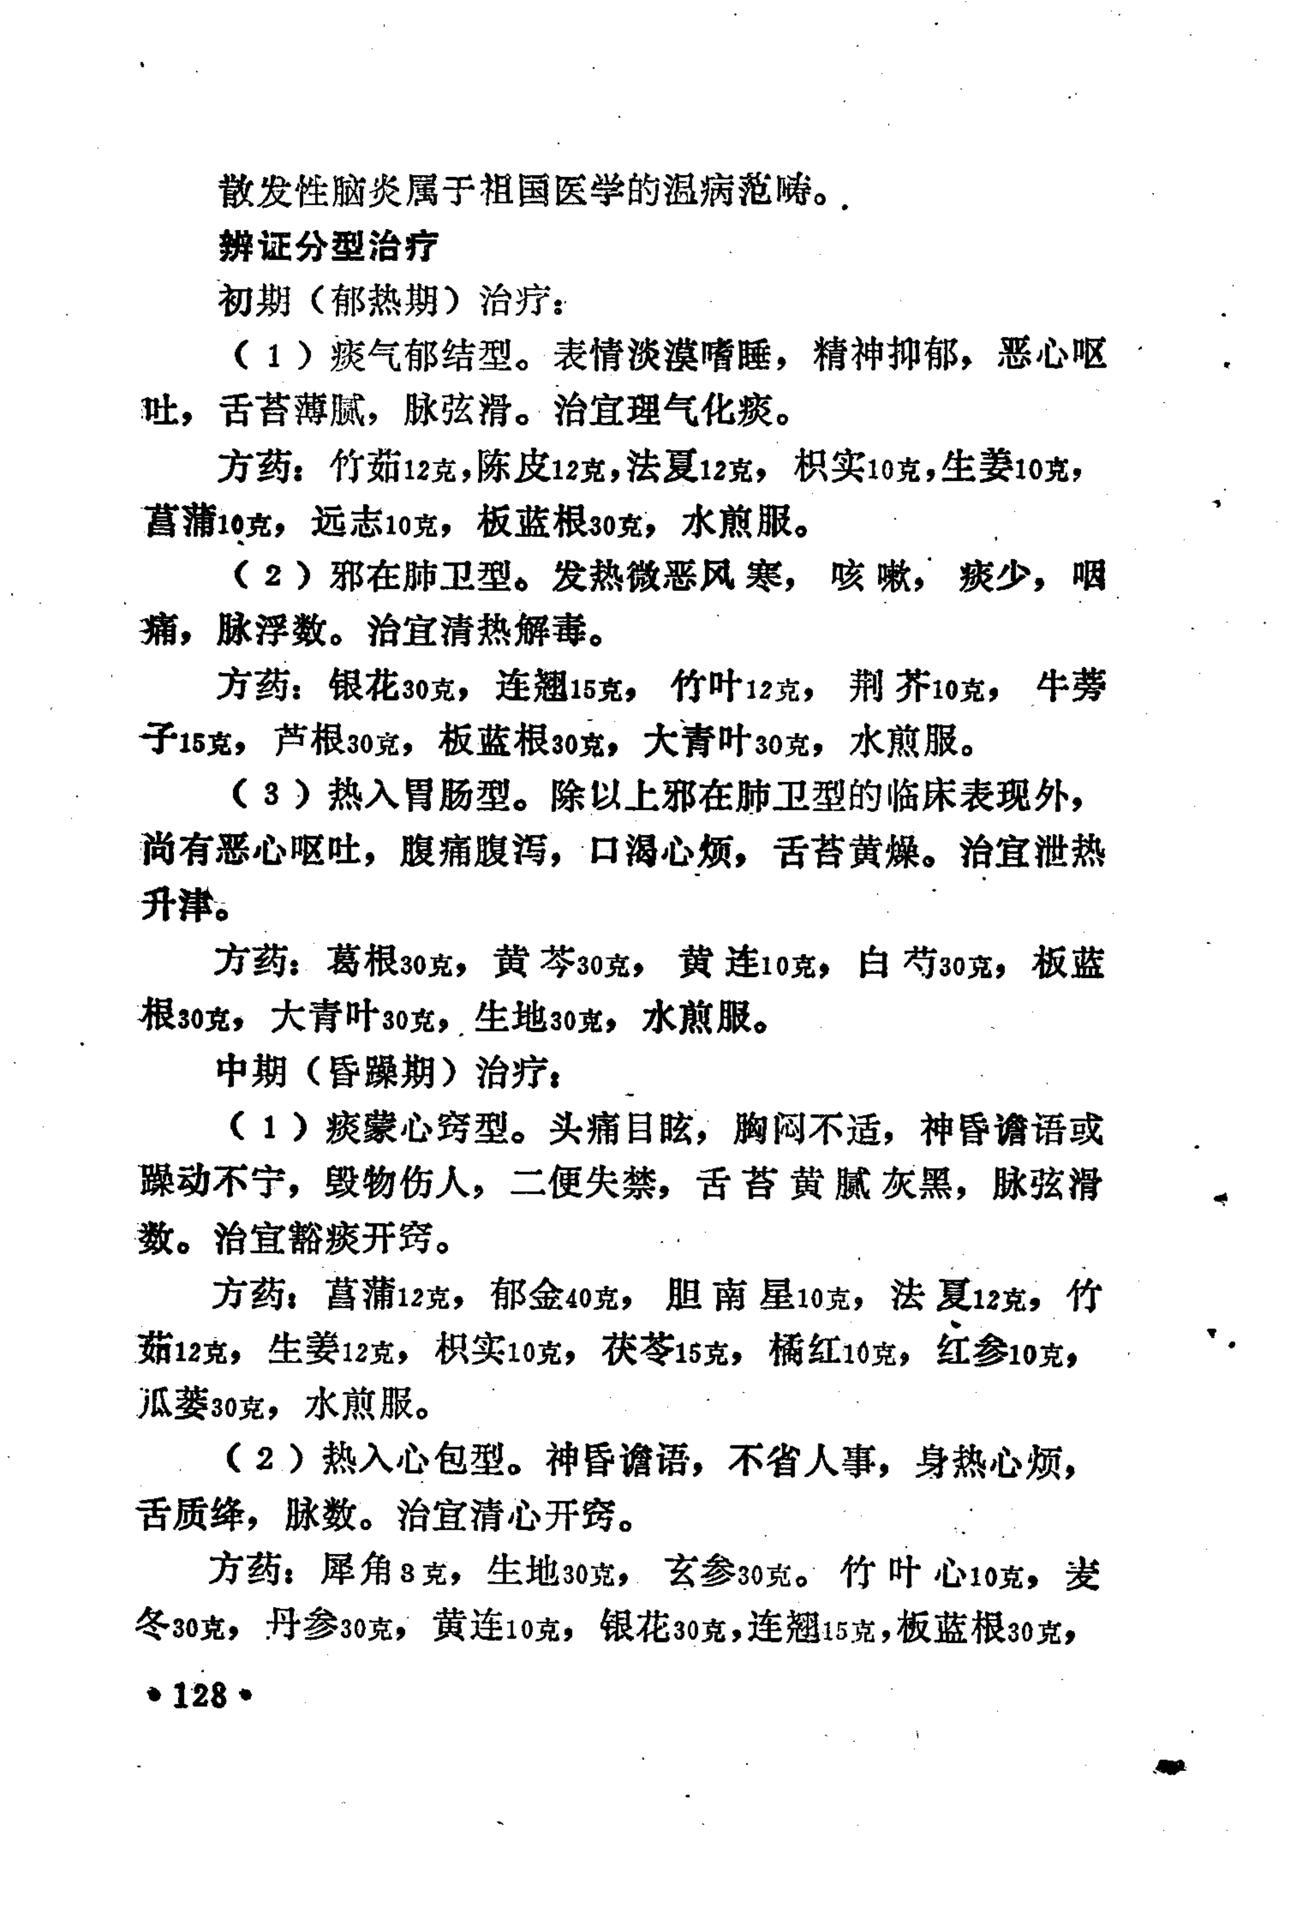 散发性脑炎属于祖国医学的温病范畴。
辨证分型治疗
初期（郁热期）治疗：
（1）痰气郁结型。表情淡漠嗜睡，精神抑郁，恶心呕
吐，舌苔薄腻，脉弦滑。治宜理气化痰。
方药：竹茹12克，陈皮12克，法夏12克，枳实10克，生姜10克，
菖蒲10克，远志10克，板蓝根30克，水煎服。
（2）邪在肺卫型。发热微恶风寒，咳嗽，痰少，咽
痛，脉浮数。治宜清热解毒。
方药：银花30克，连翘15克，竹叶12克，荆芥10克，牛蒡
子15克，芦根30克，板蓝根30克，大青叶30克，水煎服。
（3）热入胃肠型。除以上邪在肺卫型的临床表现外，
尚有恶心呕吐，腹痛腹泻，口渴心烦，舌苔黄燥。治宜泄热
升津。
方药：葛根30克，黄芩30克，黄连10克，白芍30克，板蓝
根30克，大青叶30克，生地30克，水煎服。
中期（昏躁期）治疗：
（1）痰蒙心窍型。头痛目眩，胸闷不适，神昏谵语或
躁动不宁，毁物伤人，二便失禁，舌苔黄腻灰黑，脉弦滑
数。治宜豁痰开窍。
方药：菖蒲12克，郁金40克，胆南星10克，法夏12克，竹
茹12克，生姜12克，枳实10克，茯苓15克，橘红10克，红参10克，
瓜蒌30克，水煎服。
（2）热入心包型。神昏谵语，不省人事，身热心烦，
舌质绛，脉数。治宜清心开窍。
方药：犀角8克，生地30克，玄参30克。竹叶心10克，麦
冬30克，丹参30克，黄连10克，银花30克，连翘15克，板蓝根30克，
•128•